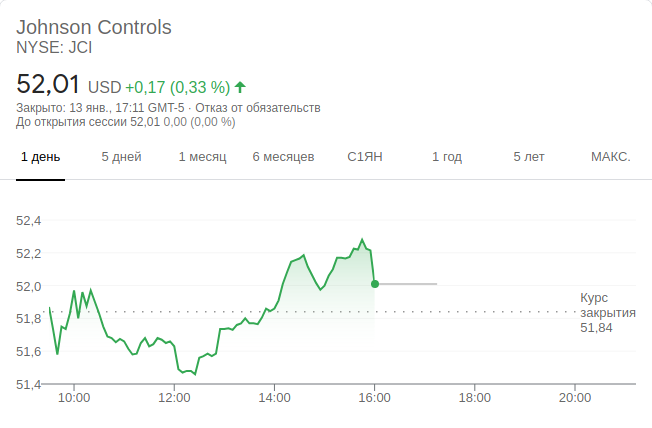 Johnson Controls
NYSE: JCI
52,01 USD +0,17 (0,33 %)
Закрыто: 13 янв., 17:11 GMT-5 · Отказ от обязательств
До открытия сессии 52,01 0,00 (0,00 %)
1 день 5 дней 1 месяц 6 месяцев С1ЯН 1 год 5 лет МАКС.
52,4
52,2
52,0
51,8
51,6
51,4
Курс
закрытия
51,84
10:00 12:00 14:00 16:00 18:00 20:00